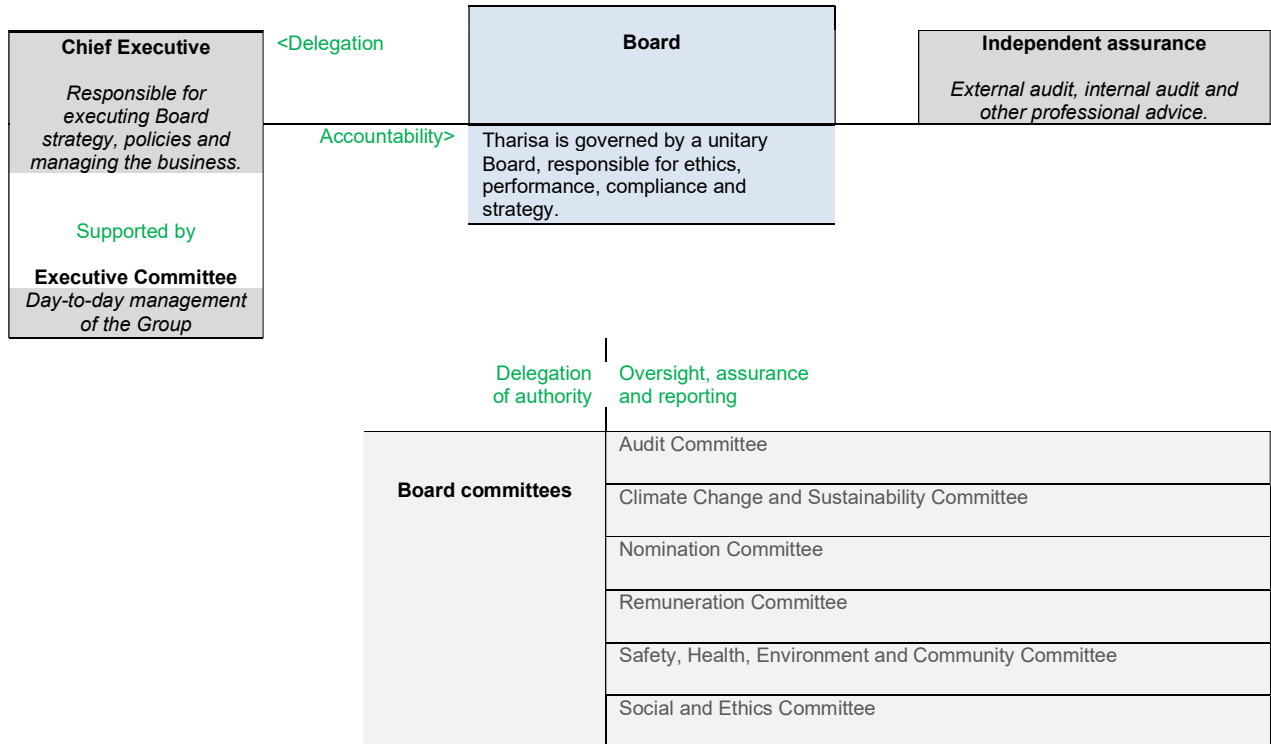 Chief Executive
Responsible for
executing Board
strategy, policies and
managing the business.
Supported by
Executive Committee
Day-to-day management
of the Group
<Delegation
Accountability>
Board
Tharisa is governed by a unitary
Board, responsible for ethics,
performance, compliance and
strategy.
Independent assurance
External audit, internal audit and
other professional advice.
Delegation
of authority
Oversight, assurance
and reporting
Board committees
Audit Committee
Climate Change and Sustainability Committee
Nomination Committee
Remuneration Committee
Safety, Health, Environment and Community Committee
Social and Ethics Committee